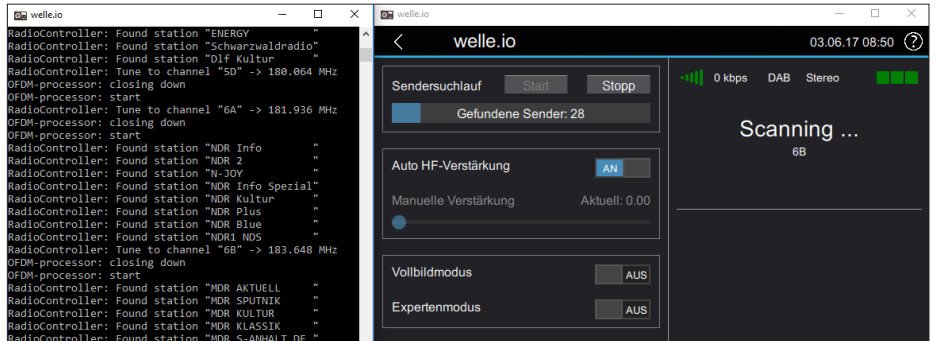 welle.io
RadioController: Found station "ENERGY          "
RadioController: Found station "Schwarzwaldradio"
RadioController: Found station "Dlf Kultur      "
RadioController: Tune to channel "5D" -> 180.064 MHz
OFDM-processor: closing down
OFDM-processor: start
RadioController: Tune to channel "6A" -> 181.936 MHz
OFDM-processor: closing down
OFDM-processor: start
RadioController: Found station "NDR Info        "
RadioController: Found station "NDR 2           "
RadioController: Found station "N-JOY           "
RadioController: Found station "NDR Info Spezial"
RadioController: Found station "NDR Kultur      "
RadioController: Found station "NDR Plus        "
RadioController: Found station "NDR Blue        "
RadioController: Found station "NDR1 NDS        "
RadioController: Tune to channel "6B" -> 183.648 MHz
OFDM-processor: closing down
OFDM-processor: start
RadioController: Found station "MDR AKTUELL     "
RadioController: Found station "MDR SPUTNIK     "
RadioController: Found station "MDR KULTUR      "
RadioController: Found station "MDR KLASSIK     "
RadioController: Found station "MDR S-ANHALT DE "
welle.io
welle.io
03.06.17 08:50 ?
Sendersuchlauf Start Stopp
Gefundene Sender: 28
Auto HF-Verstärkung AN
Manuelle Verstärkung Aktuell: 0.00
Vollbildmodus AUS
Expertenmodus AUS
0 kbps DAB Stereo
Scanning ...
6B